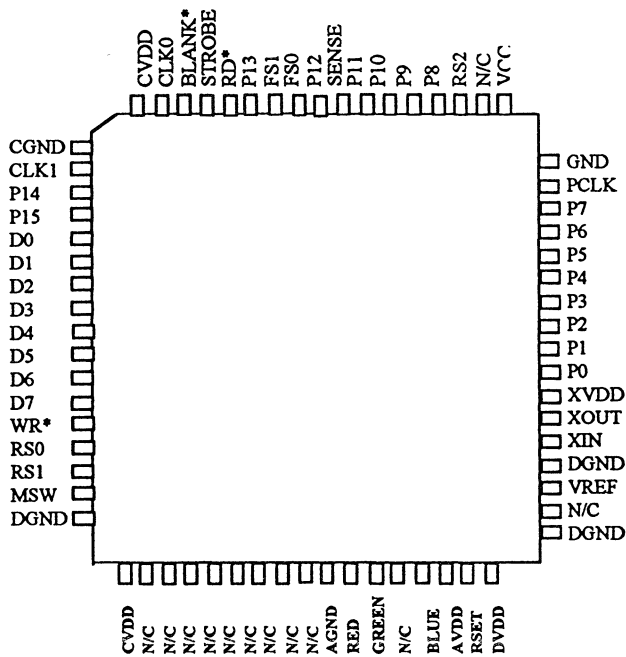 CVDD
CLK0
BLANK*
STROBE
RD*
P13
FS1
FS0
P12
SENSE
P11
P10
P9
P8
RS2
N/C
VCC
CGND
CLK1
P14
P15
D0
D1
D2
D3
D4
D5
D6
D7
WR*
RS0
RS1
MSW
DGND
GND
PCLK
P7
P6
P5
P4
P3
P2
P1
P0
XVDD
XOUT
XIN
DGND
VREF
N/C
DGND
CVDD
N/C
N/C
N/C
N/C
N/C
N/C
N/C
N/C
AGND
RED
GREEN
N/C
BLUE
AVDD
RSET
DVDD